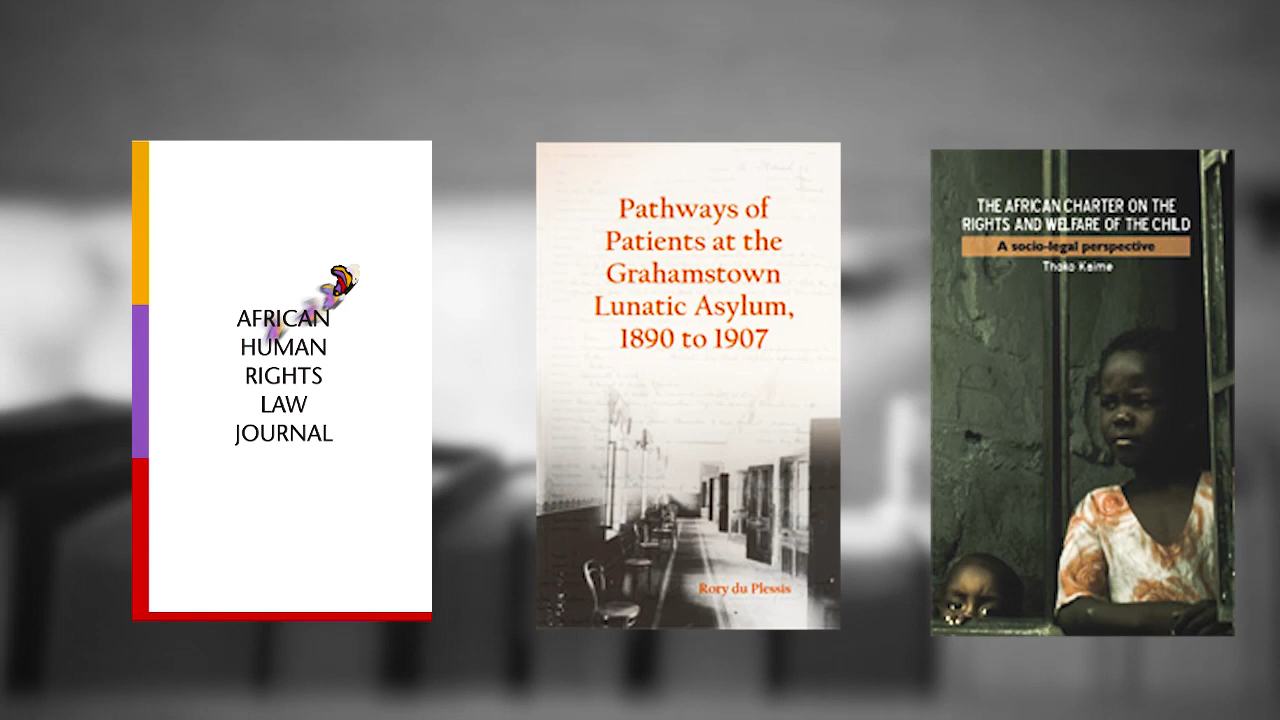 AFRICAN
HUMAN
RIGHTS
LAW
JOURNAL
Pathways of
Patients at the
Grahamstown
Lunatic Asylum,
1890 to 1907
Rory du Plessis
THE AFRICAN CHARTER ON THE
RIGHTS AND WELFARE OF THE CHILD
A socio-legal perspective
Thoko Kaime